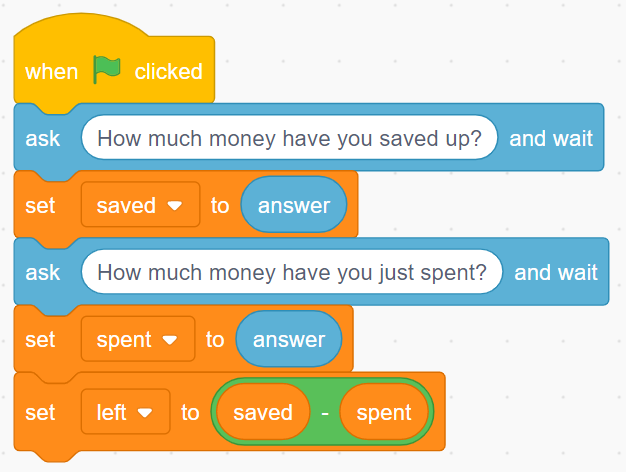 when clicked
ask How much money have you saved up? and wait
set saved to answer
ask How much money have you just spent? and wait
set spent to answer
set left to saved - spent